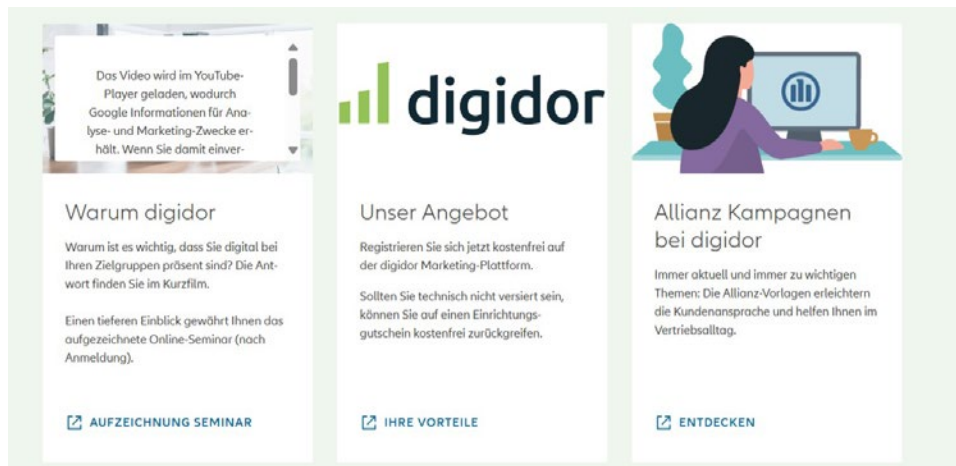 Das Video wird im YouTube-
Player geladen, wodurch
Google Informationen für Ana-
lyse- und Marketing-Zwecke er-
hält. Wenn Sie damit einver-
Warum digidor
Warum ist es wichtig, dass Sie digital bei
Ihren Zielgruppen präsent sind? Die Ant-
wort finden Sie im Kurzfilm.
Einen tieferen Einblick gewährt Ihnen das
aufgezeichnete Online-Seminar (nach
Anmeldung).
AUFZEICHNUNG SEMINAR
digidor
Unser Angebot
Registrieren Sie sich jetzt kostenfrei auf
der digidor Marketing-Plattform.
Sollten Sie technisch nicht versiert sein,
können Sie auf einen Einrichtungs-
gutschein kostenfrei zurückgreifen.
IHRE VORTEILE
Allianz Kampagnen
bei digidor
Immer aktuell und immer zu wichtigen
Themen: Die Allianz-Vorlagen erleichtern
die Kundenansprache und helfen Ihnen im
Vertriebsalltag.
ENTDECKEN